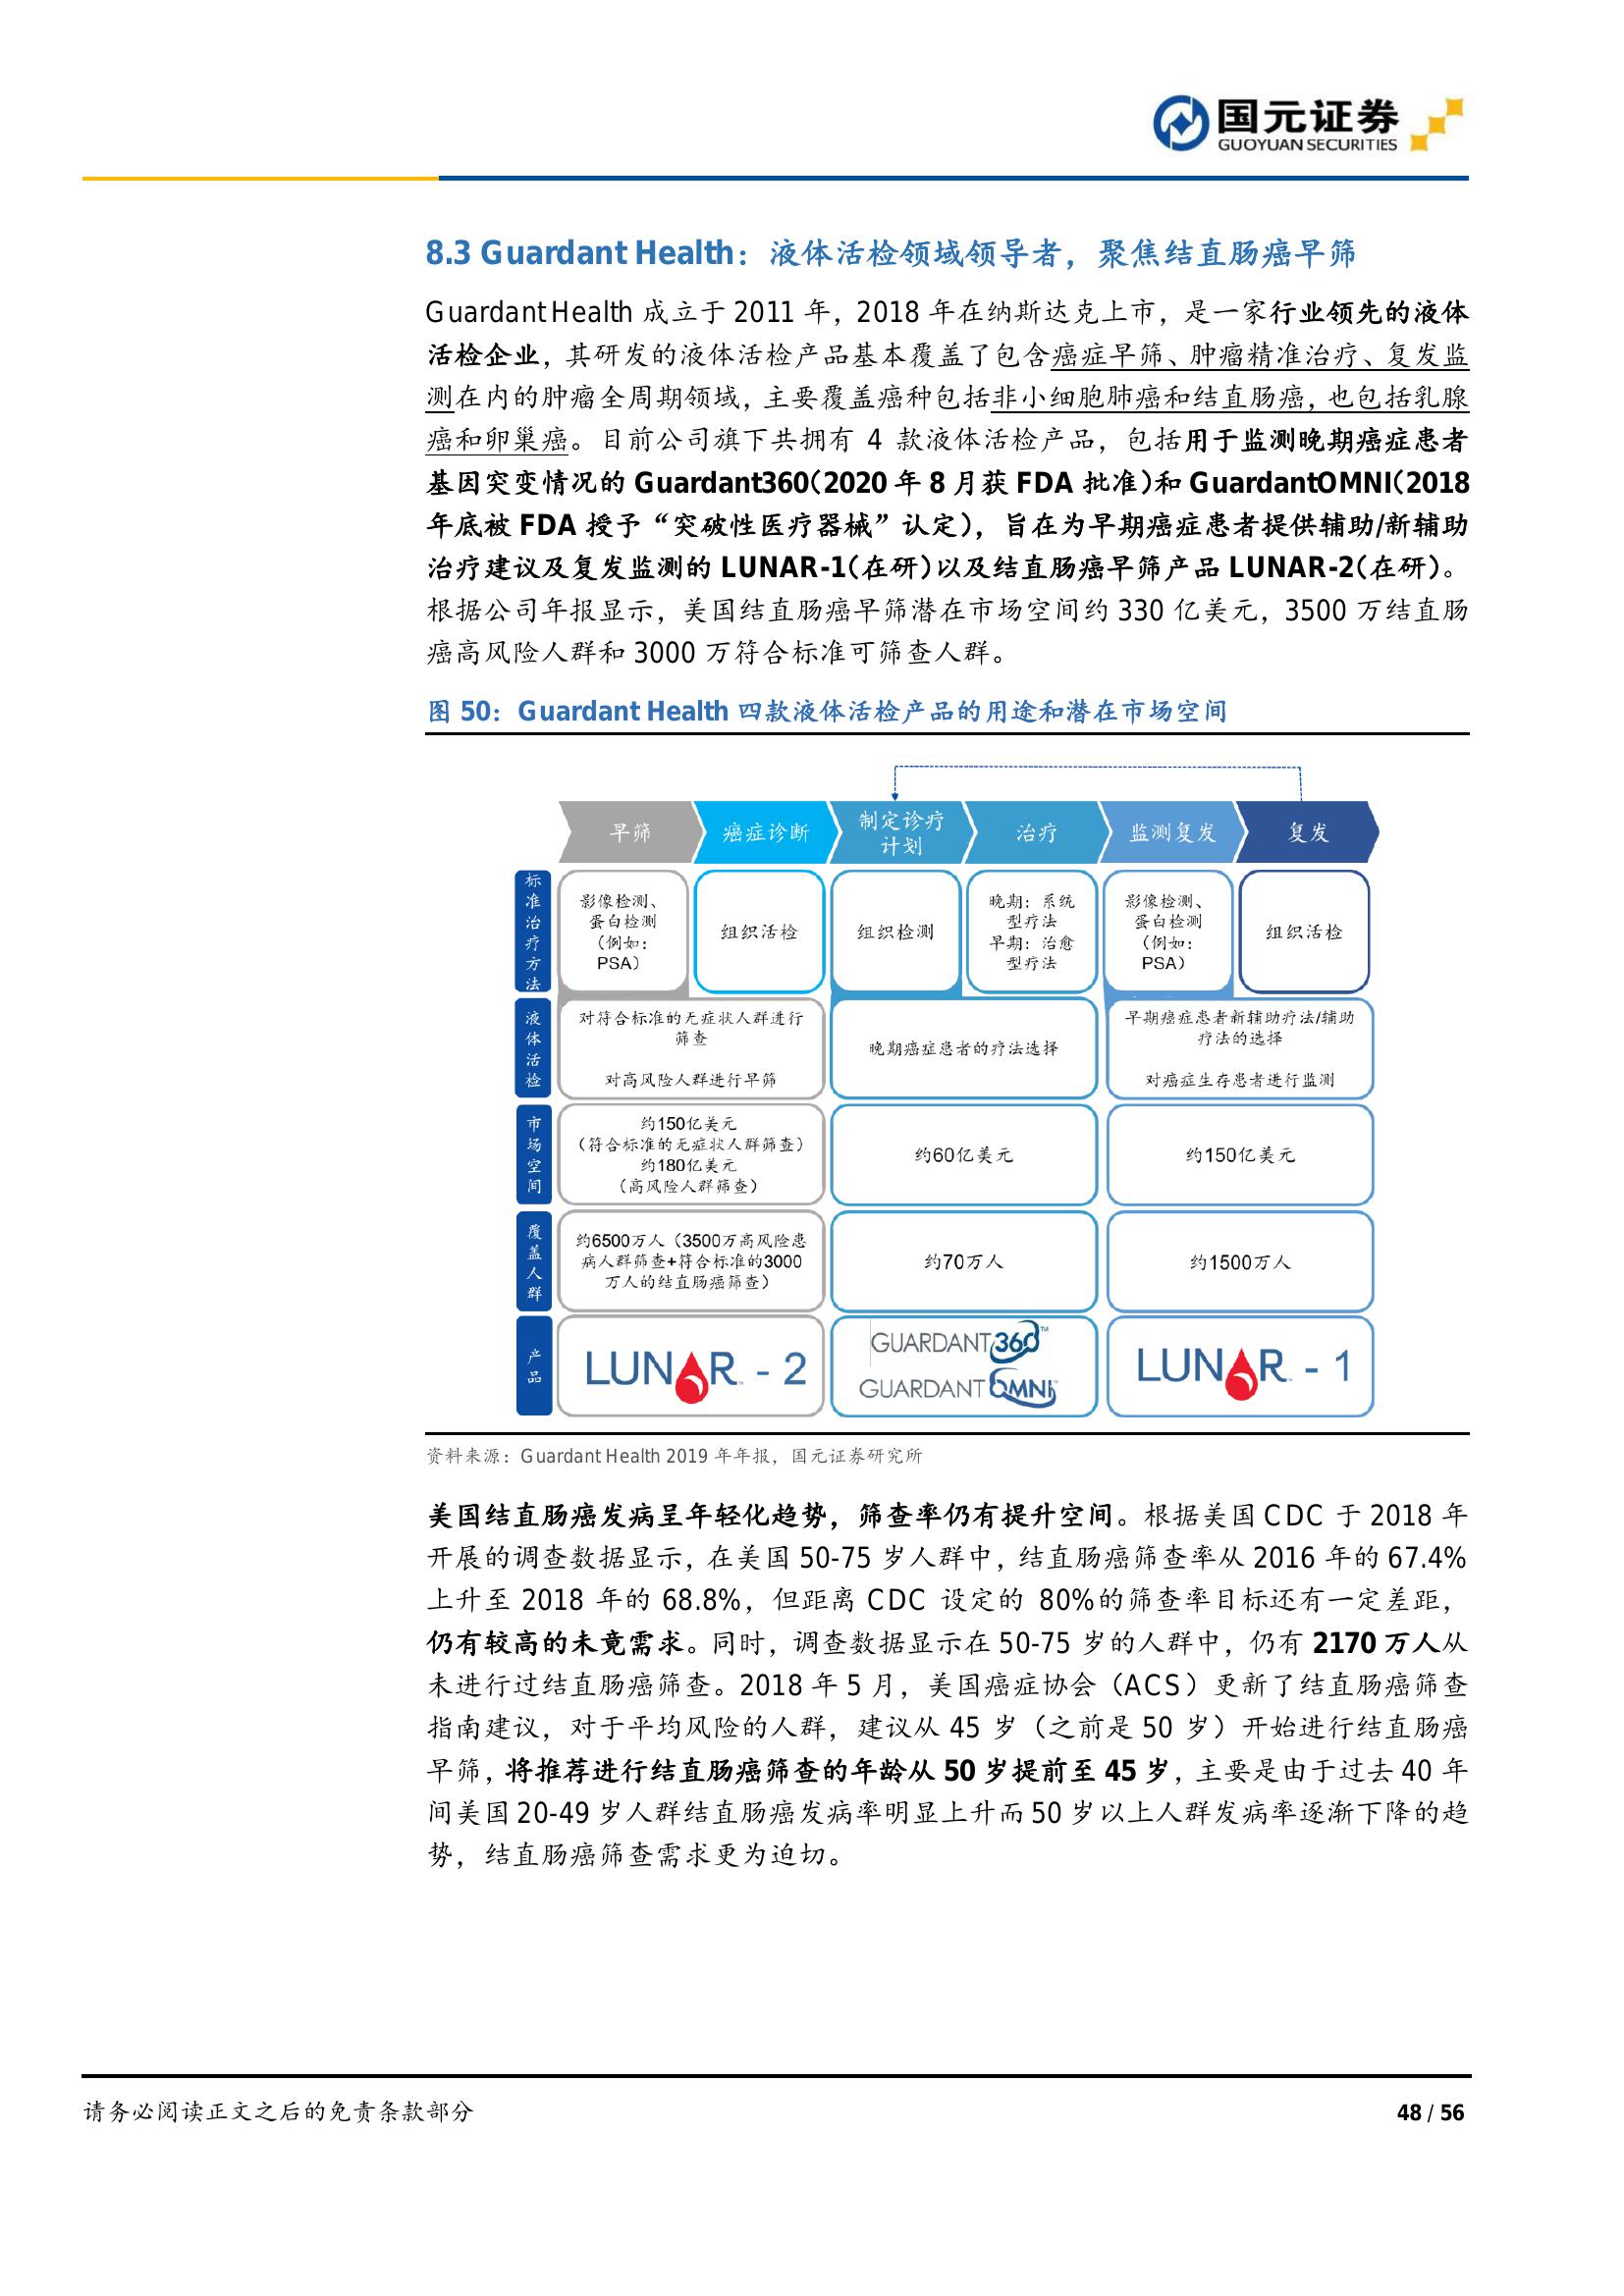 国元证券
GUOYUAN SECURITIES
8.3 Guardant Health：液体活检领域领导者，聚焦结直肠癌早筛
Guardant Health 成立于 2011 年，2018 年在纳斯达克上市，是一家行业领先的液体
活检企业，其研发的液体活检产品基本覆盖了包含癌症早筛、肿瘤精准治疗、复发监
测在内的肿瘤全周期领域，主要覆盖癌种包括非小细胞肺癌和结直肠癌，也包括乳腺
癌和卵巢癌。目前公司旗下共拥有 4 款液体活检产品，包括用于监测晚期癌症患者
基因突变情况的 Guardant360（2020 年 8 月获 FDA 批准）和 GuardantOMNI（2018
年底被 FDA 授予“突破性医疗器械”认定），旨在为早期癌症患者提供辅助/新辅助
治疗建议及复发监测的 LUNAR-1（在研）以及结直肠癌早筛产品 LUNAR-2（在研）。
根据公司年报显示，美国结直肠癌早筛潜在市场空间约 330 亿美元，3500 万结直肠
癌高风险人群和 3000 万符合标准可筛查人群。
图 50：Guardant Health 四款液体活检产品的用途和潜在市场空间
早筛
癌症诊断
制定诊疗
计划
治疗
监测复发
复发
标准治疗方法
影像检测、
蛋白检测
（例如：
PSA）
组织活检
组织检测
晚期：系统
型疗法
早期：治愈
型疗法
影像检测、
蛋白检测
（例如：
PSA）
组织活检
液体活检
对符合标准的无症状人群进行
筛查
对高风险人群进行早筛
晚期癌症患者的疗法选择
早期癌症患者新辅助疗法/辅助
疗法的选择
对癌症生存患者进行监测
市场空间
约150亿美元
（符合标准的无症状人群筛查）
约180亿美元
（高风险人群筛查）
约60亿美元
约150亿美元
覆盖人群
约6500万人（3500万高风险患
病人群筛查+符合标准的3000
万人的结直肠癌筛查）
约70万人
约1500万人
产品
LUNAR - 2
GUARDANT360™
GUARDANT OMNI
LUNAR - 1
资料来源：Guardant Health 2019 年年报，国元证券研究所
美国结直肠癌发病呈年轻化趋势，筛查率仍有提升空间。根据美国 CDC 于 2018 年
开展的调查数据显示，在美国 50-75 岁人群中，结直肠癌筛查率从 2016 年的 67.4%
上升至 2018 年的 68.8%，但距离 CDC 设定的 80%的筛查率目标还有一定差距，
仍有较高的未竟需求。同时，调查数据显示在 50-75 岁的人群中，仍有 2170 万人从
未进行过结直肠癌筛查。2018 年 5 月，美国癌症协会（ACS）更新了结直肠癌筛查
指南建议，对于平均风险的人群，建议从 45 岁（之前是 50 岁）开始进行结直肠癌
早筛，将推荐进行结直肠癌筛查的年龄从 50 岁提前至 45 岁，主要是由于过去 40 年
间美国 20-49 岁人群结直肠癌发病率明显上升而 50 岁以上人群发病率逐渐下降的趋
势，结直肠癌筛查需求更为迫切。
请务必阅读正文之后的免责条款部分
48 / 56